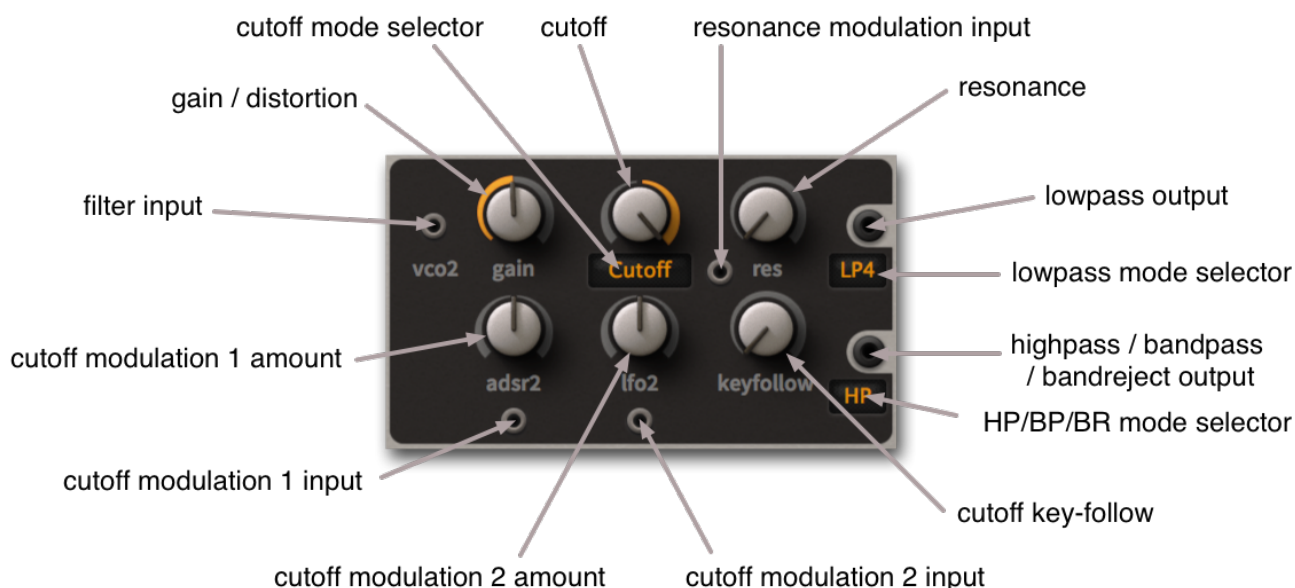 cutoff mode selector
cutoff
resonance modulation input
gain / distortion
resonance
filter input
lowpass output
vco2
gain
Cutoff
res
LP4
lowpass mode selector
cutoff modulation 1 amount
highpass / bandpass
/ bandreject output
adsr2
lfo2
keyfollow
HP
HP/BP/BR mode selector
cutoff modulation 1 input
cutoff key-follow
cutoff modulation 2 amount
cutoff modulation 2 input